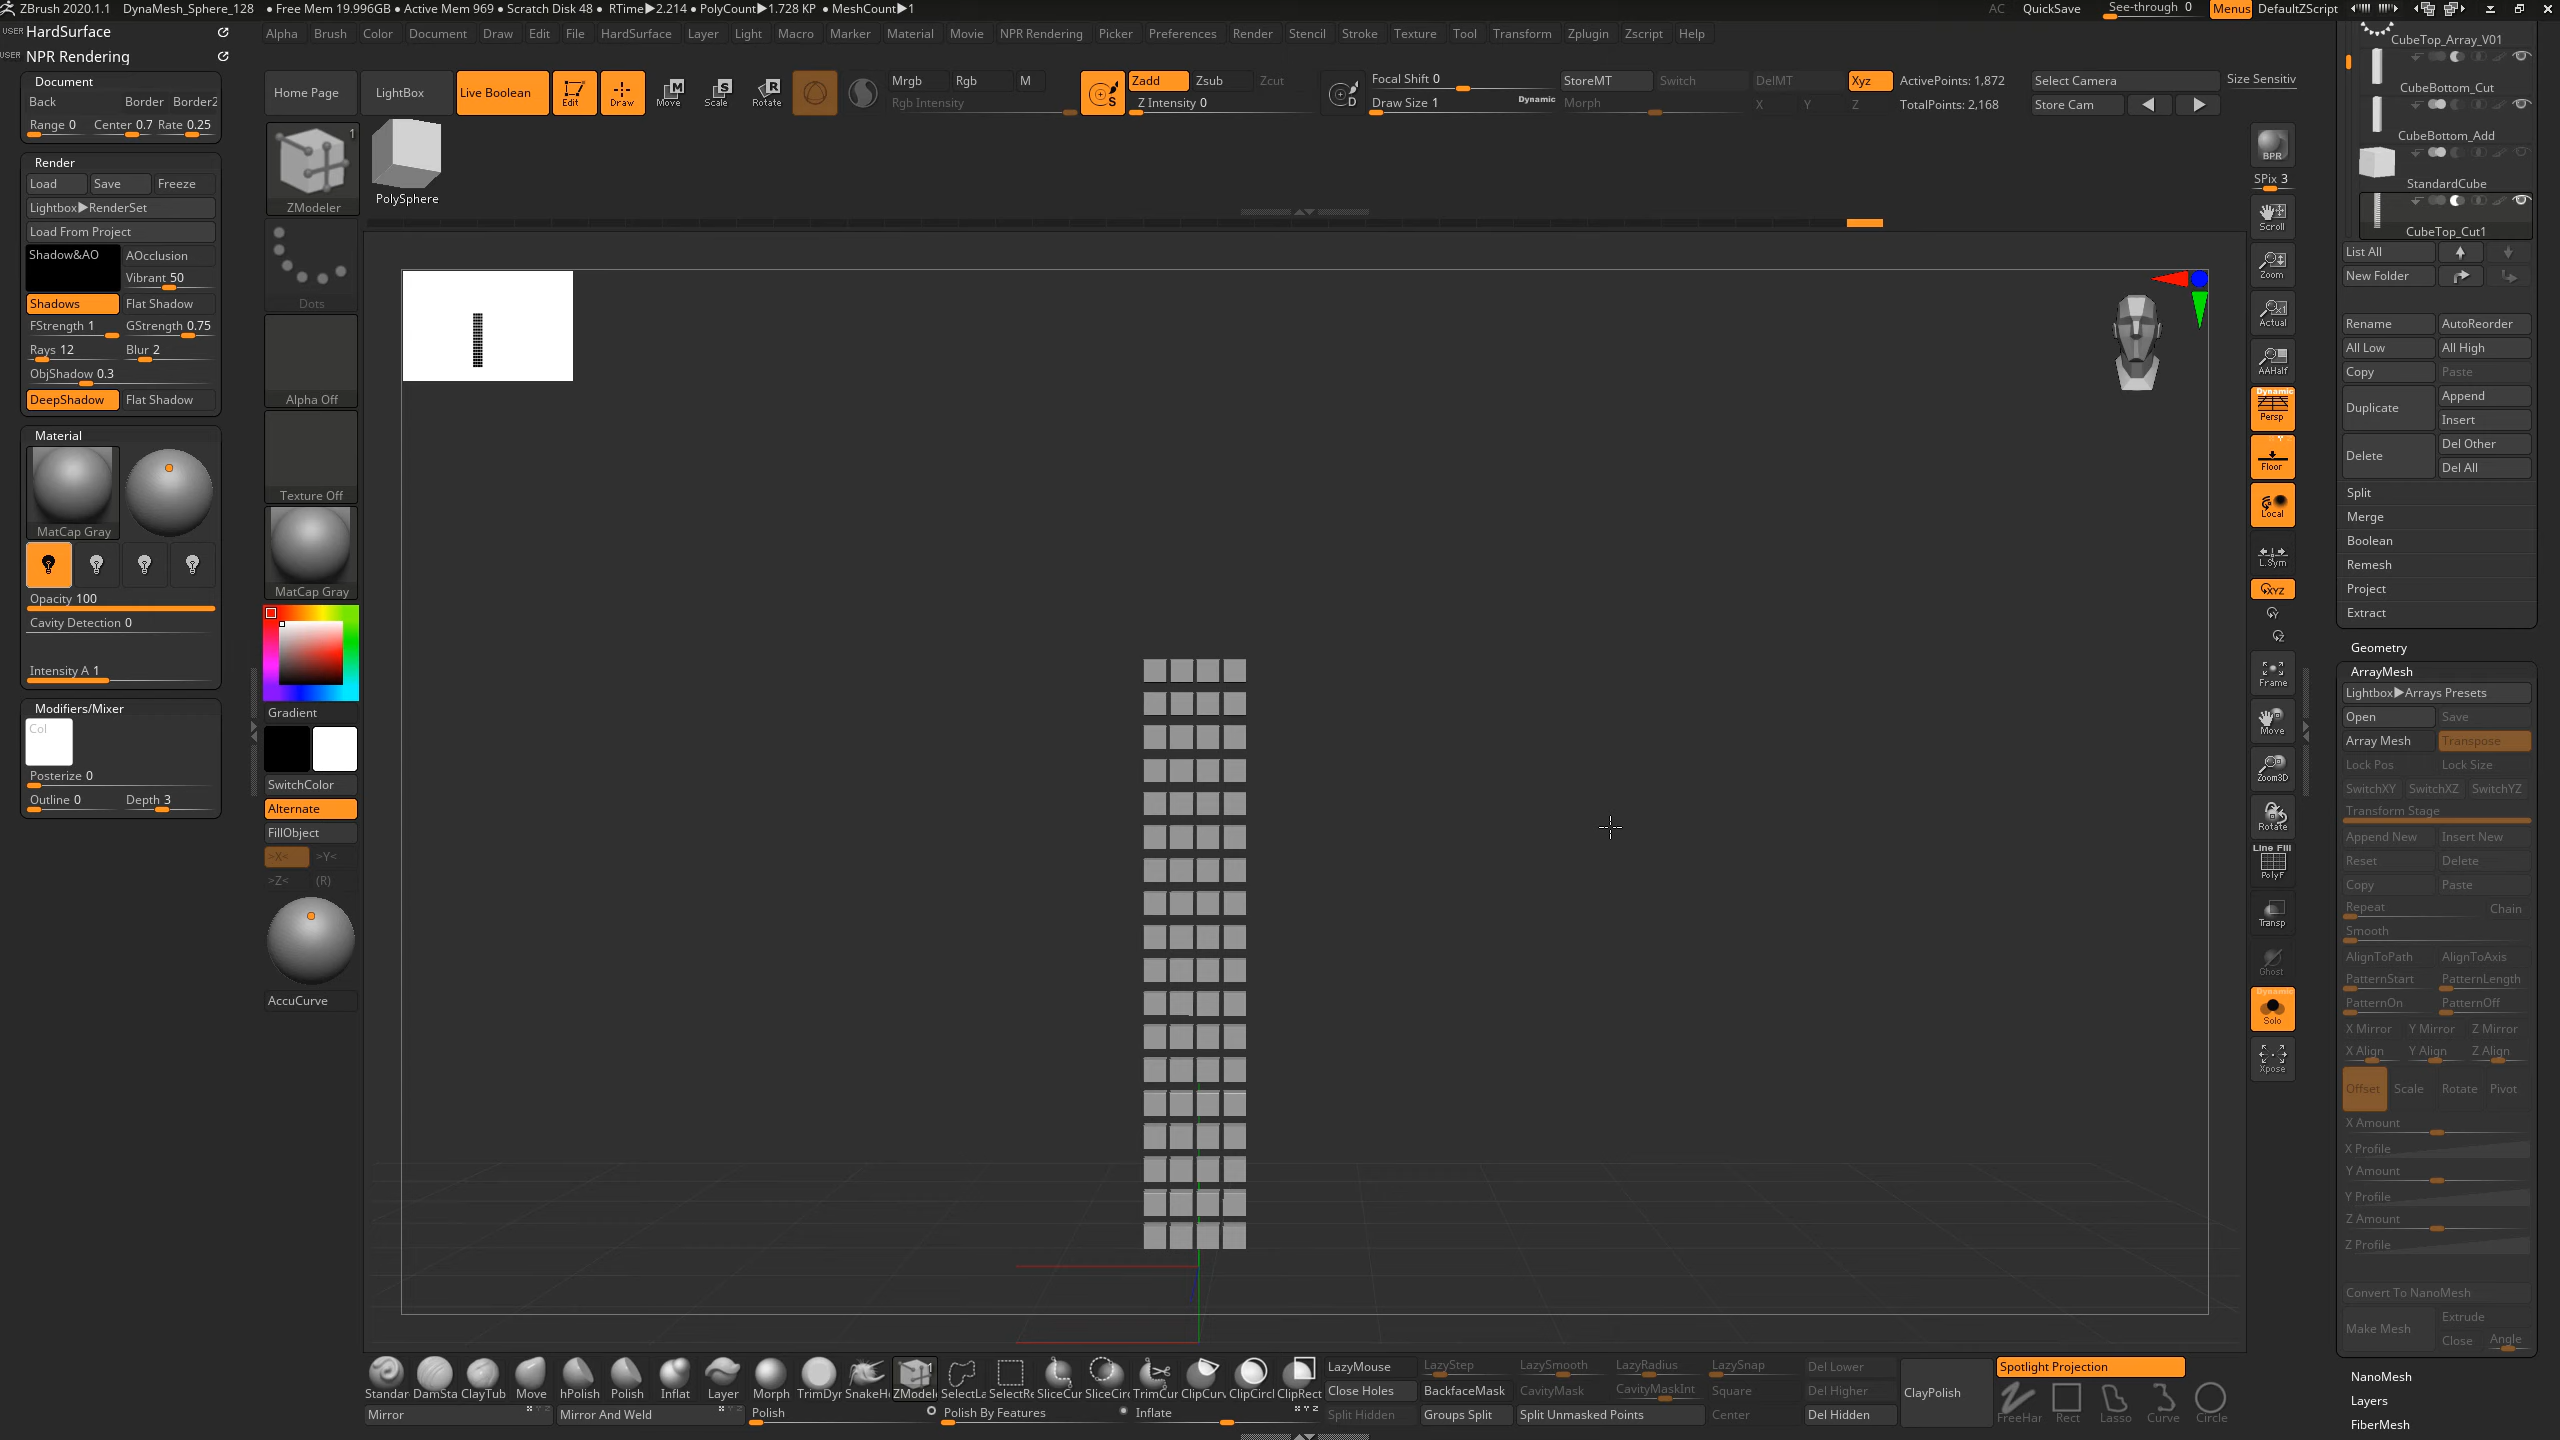 ZBrush 2020.1.1 DynaMesh_Sphere_128 • Free Mem 19.996GB • Active Mem 969 • Scratch Disk 48 • RTime▶2.214 • PolyCount▶1.728 KP • MeshCount▶1 AC QuickSave See-through 0 Menus DefaultZScript
USER HardSurface
Alpha Brush Color Document Draw Edit File HardSurface Layer Light Macro Marker Material Movie NPR Rendering Picker Preferences Render Stencil Stroke Texture Tool Transform Zplugin Zscript Help
USER NPR Rendering
Document
Back Border Border2
Range 0 Center 0.7 Rate 0.25
Render
Load Save Freeze
Lightbox▶RenderSet
Load From Project
Shadow&AO AOcclusion
Vibrant 50
Shadows Flat Shadow
FStrength 1 GStrength 0.75
Rays 12 Blur 2
ObjShadow 0.3
DeepShadow Flat Shadow
Material
MatCap Gray
Opacity 100
Cavity Detection 0
Intensity A 1
Modifiers/Mixer
Col
Posterize 0
Outline 0 Depth 3
Home Page LightBox Live Boolean Edit Draw Move Scale Rotate
Mrgb Rgb M
Rgb Intensity
Zadd Zsub Zcut
Z Intensity 0
Focal Shift 0
Draw Size 1 Dynamic
StoreMT Switch DelMT
Morph X Y Z
Xyz ActivePoints: 1,872
TotalPoints: 2,168
Select Camera
Store Cam
Size Sensitiv
1
ZModeler
PolySphere
Dots
Alpha Off
Texture Off
MatCap Gray
Gradient
SwitchColor
Alternate
FillObject
>X< >Y<
>Z< (R)
AccuCurve
BPR
SPix 3
Scroll
Zoom
Actual
AAHalf
Dynamic
Persp
Floor
Local
L.Sym
XYZ
Y
Z
Frame
Move
Zoom3D
Rotate
Line Fill
PolyF
Transp
Ghost
Dynamic
Solo
Xpose
CubeTop_Array_V01
CubeBottom_Cut
CubeBottom_Add
StandardCube
CubeTop_Cut1
List All
New Folder
Rename AutoReorder
All Low All High
Copy Paste
Duplicate Append
Insert
Delete Del Other
Del All
Split
Merge
Boolean
Remesh
Project
Extract
Geometry
ArrayMesh
Lightbox▶Arrays Presets
Open Save
Array Mesh Transpose
Lock Pos Lock Size
SwitchXY SwitchXZ SwitchYZ
Transform Stage
Append New Insert New
Reset Delete
Copy Paste
Repeat Chain
Smooth
AlignToPath AlignToAxis
PatternStart PatternLength
PatternOn PatternOff
X Mirror Y Mirror Z Mirror
X Align Y Align Z Align
Offset Scale Rotate Pivot
X Amount
X Profile
Y Amount
Y Profile
Z Amount
Z Profile
Convert To NanoMesh
Make Mesh Extrude
Close Angle
NanoMesh
Layers
FiberMesh
Standar DamSta ClayTub Move hPolish Polish Inflat Layer Morph TrimDyr SnakeH ZModel SelectLa SelectRe SliceCur SliceCirc TrimCur ClipCurv ClipCircl ClipRect
Mirror Mirror And Weld Polish Polish By Features Inflate
LazyMouse LazyStep LazySmooth LazyRadius LazySnap Del Lower
Close Holes BackfaceMask CavityMask CavityMaskInt Square Del Higher
Split Hidden Groups Split Split Unmasked Points Center Del Hidden
ClayPolish
Spotlight Projection
FreeHar Rect Lasso Curve Circle